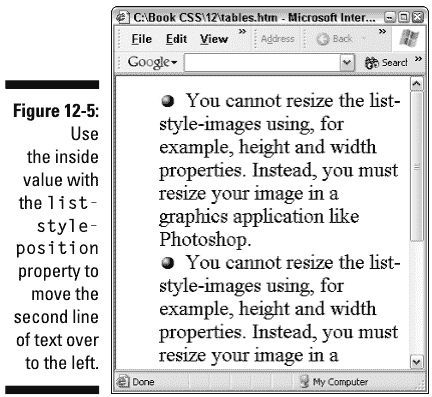 C:\Book CSS\12\tables.htm - Microsoft Inter...
File Edit View » Address Back »
Google Search »
Figure 12-5:
Use
the inside
value with
the list-
style-
position
property to
move the
second line
of text over
to the left.
You cannot resize the list-
style-images using, for
example, height and width
properties. Instead, you must
resize your image in a
graphics application like
Photoshop.
You cannot resize the list-
style-images using, for
example, height and width
properties. Instead, you must
resize your image in a
Done My Computer